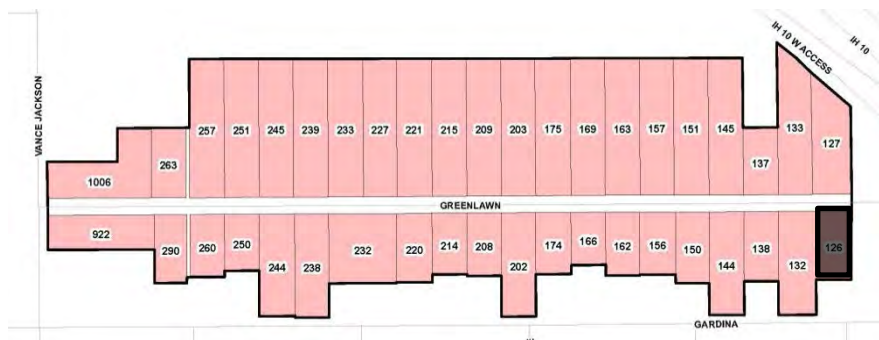 IH 10
IH 10 W ACCESS
VANCE JACKSON
257 251 245 239 233 227 221 215 209 203 175 169 163 157 151 145 133
127
263 137
1006
GREENLAWN
922
290 260 250 232 220 214 208 174 166 162 156 150 138 126
244 238 202 144 132
GARDINA